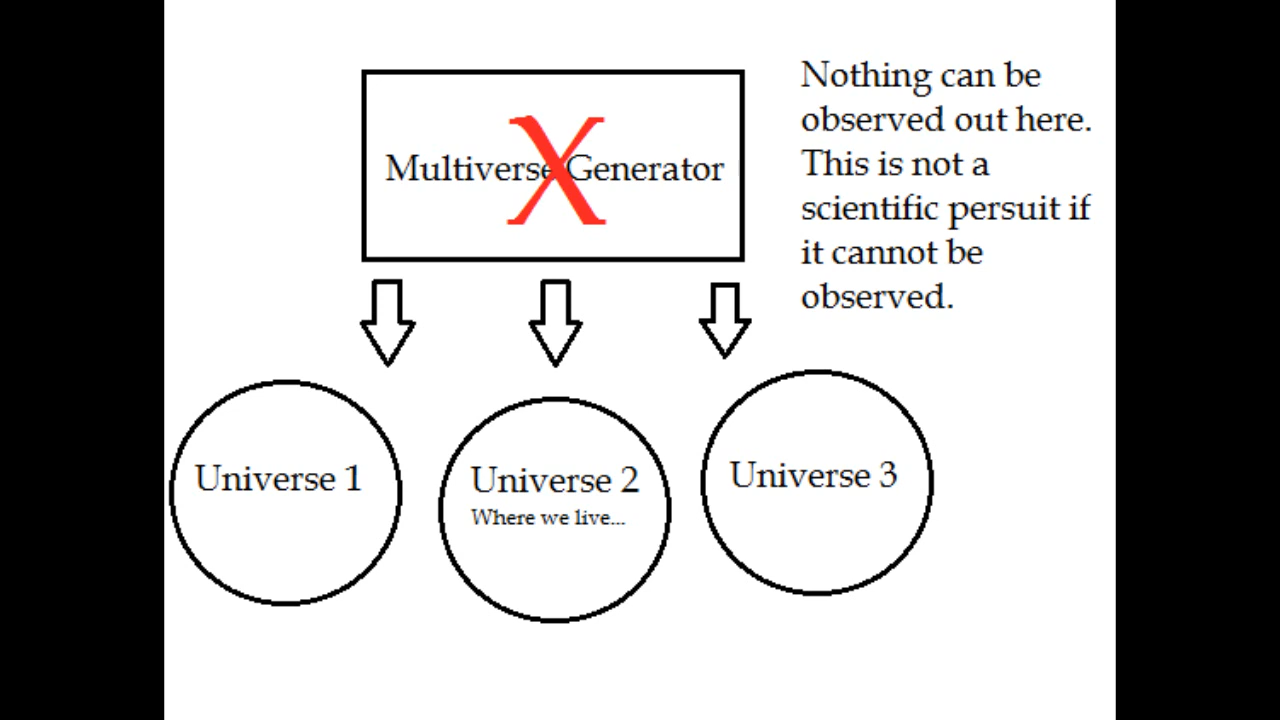 Multiverse Generator
X
Nothing can be
observed out here.
This is not a
scientific persuit if
it cannot be
observed.
Universe 1
Universe 2
Where we live...
Universe 3